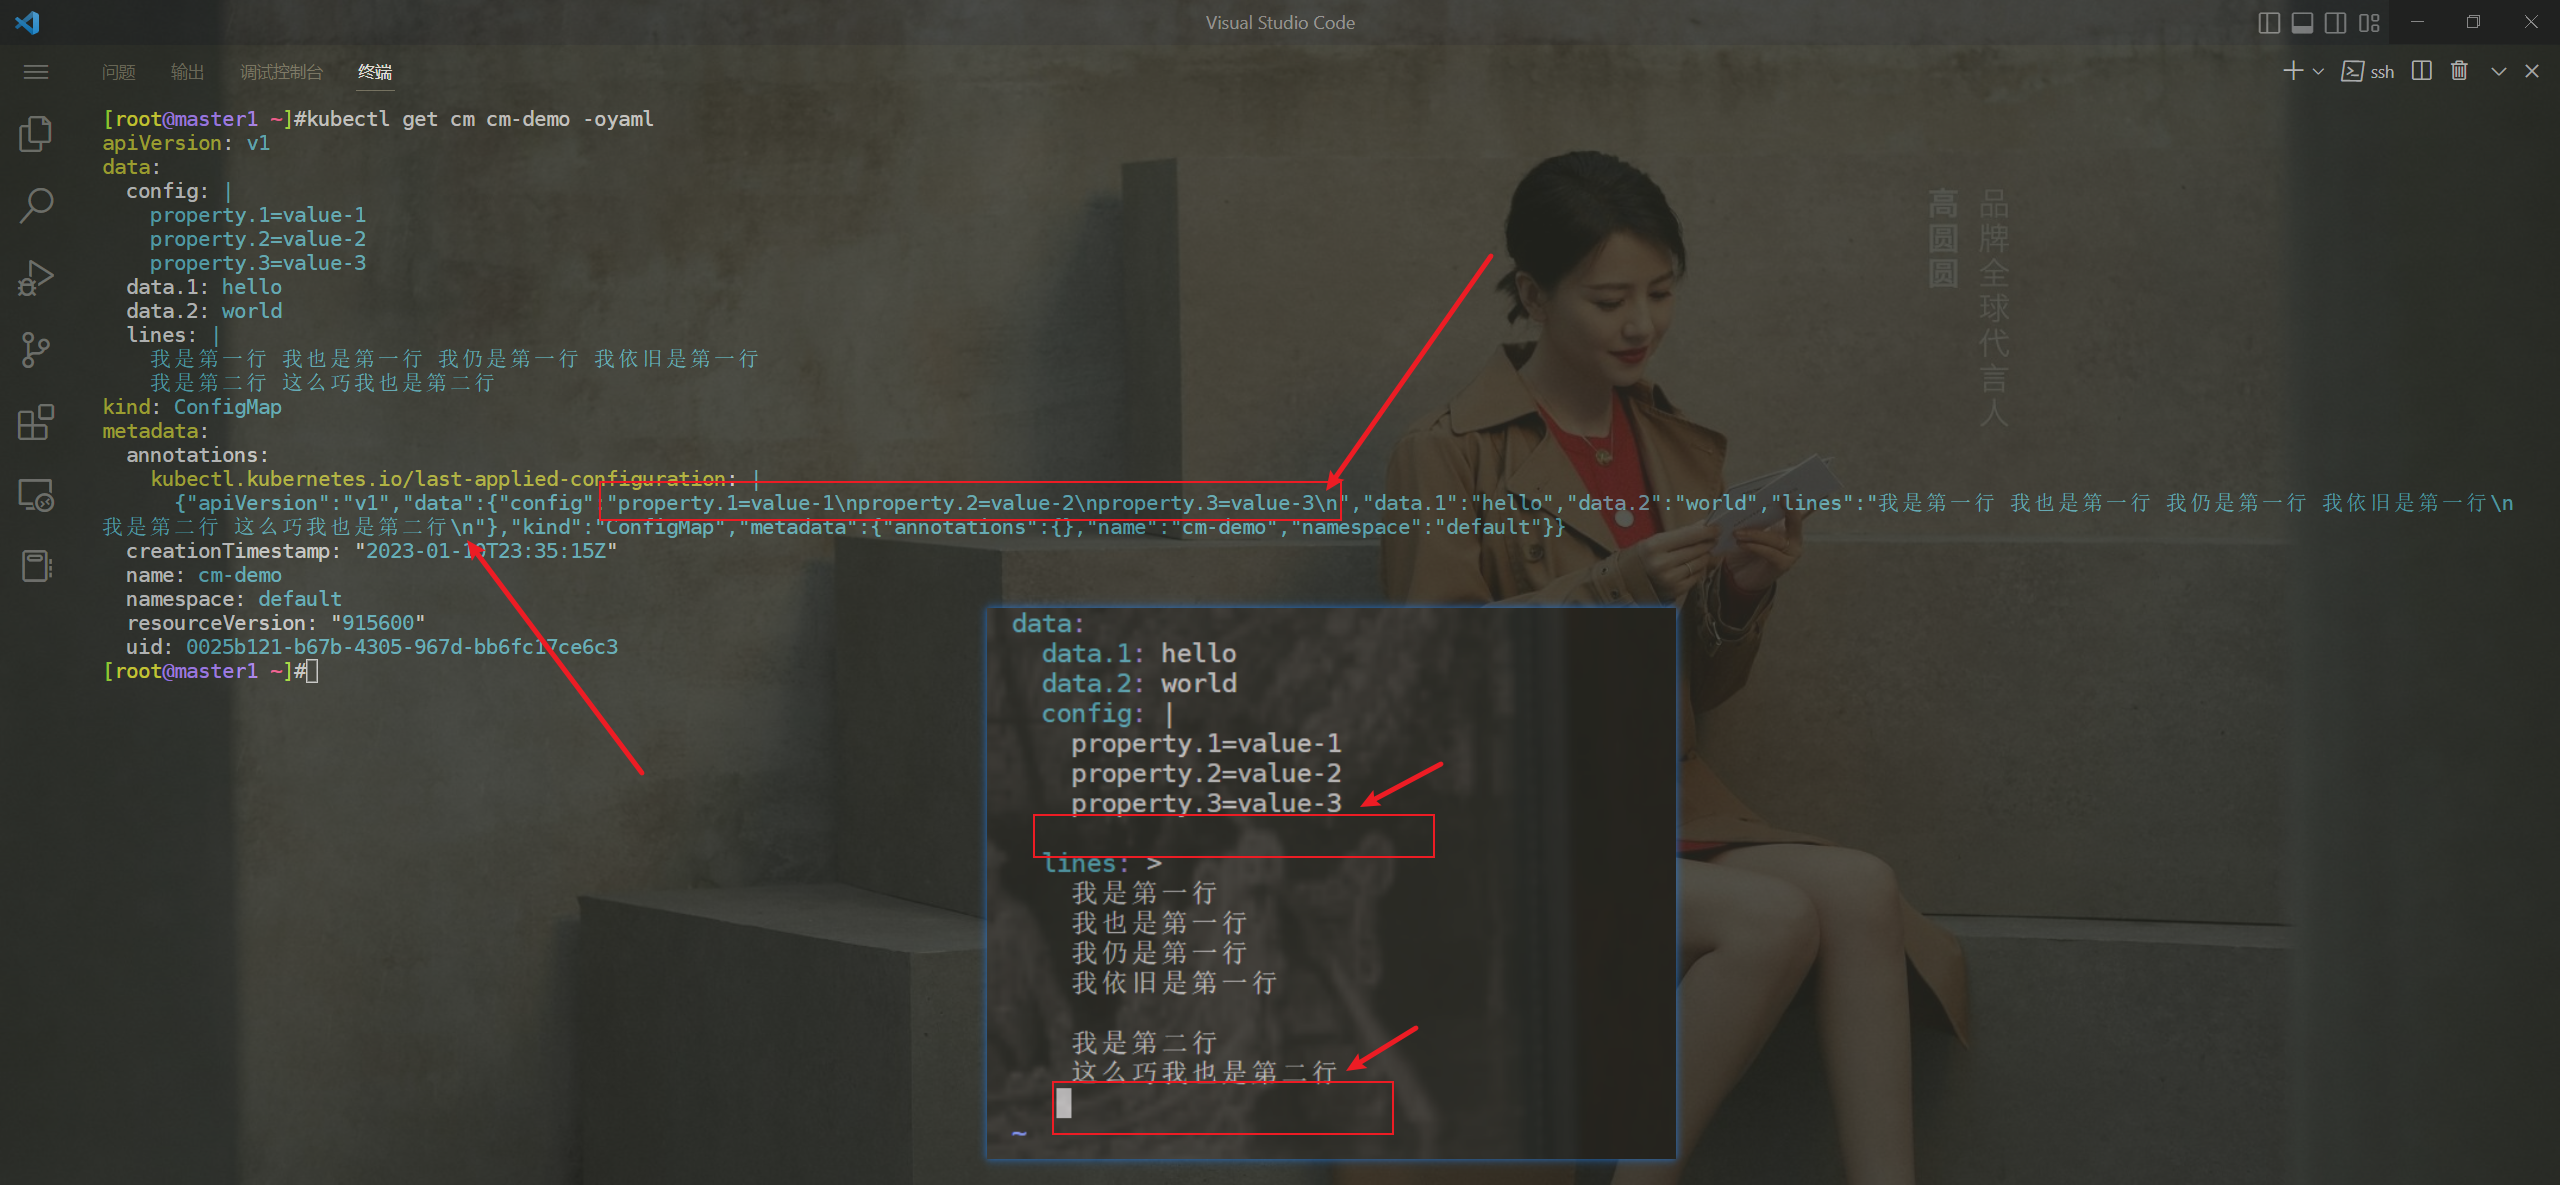 Visual Studio Code
问题 输出 调试控制台 终端
ssh
[root@master1 ~]#kubectl get cm cm-demo -oyaml
apiVersion: v1
data:
  config: |
    property.1=value-1
    property.2=value-2
    property.3=value-3
  data.1: hello
  data.2: world
  lines: |
    我是第一行 我也是第一行 我仍是第一行 我依旧是第一行
    我是第二行 这么巧我也是第二行
kind: ConfigMap
metadata:
  annotations:
    kubectl.kubernetes.io/last-applied-configuration: |
      {"apiVersion":"v1","data":{"config":"property.1=value-1\nproperty.2=value-2\nproperty.3=value-3\n","data.1":"hello","data.2":"world","lines":"我是第一行 我也是第一行 我仍是第一行 我依旧是第一行\n
我是第二行 这么巧我也是第二行\n"},"kind":"ConfigMap","metadata":{"annotations":{},"name":"cm-demo","namespace":"default"}}
  creationTimestamp: "2023-01-10T23:35:15Z"
  name: cm-demo
  namespace: default
  resourceVersion: "915600"
  uid: 0025b121-b67b-4305-967d-bb6fc17ce6c3
[root@master1 ~]#
品牌全球代言人
高圆圆
data:
  data.1: hello
  data.2: world
  config: |
    property.1=value-1
    property.2=value-2
    property.3=value-3
  lines: >
    我是第一行
    我也是第一行
    我仍是第一行
    我依旧是第一行
    我是第二行
    这么巧我也是第二行
~